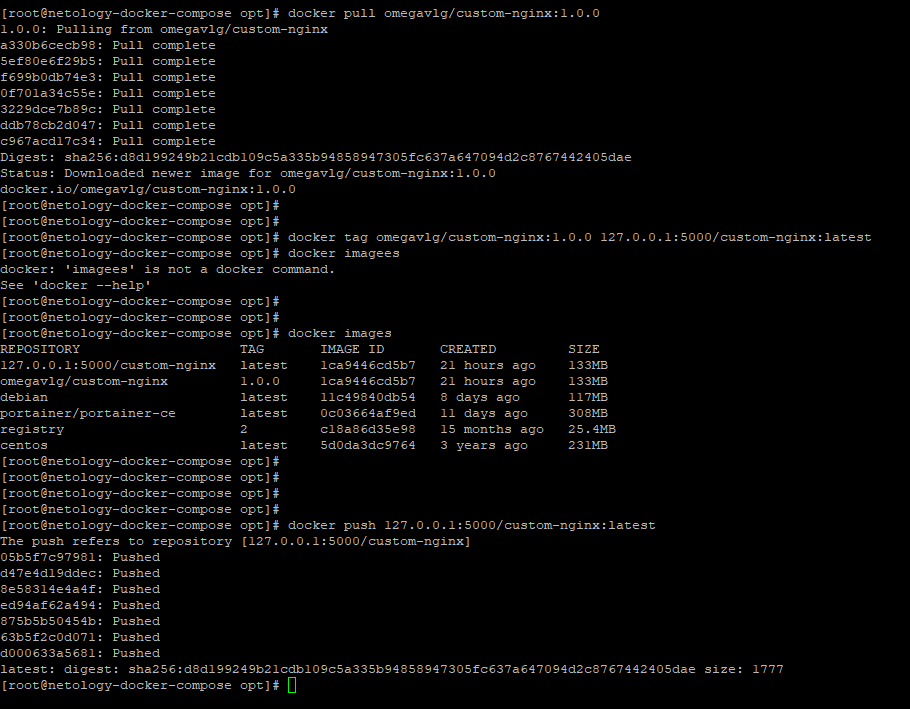 [root@netology-docker-compose opt]# docker pull omegavlg/custom-nginx:1.0.0
1.0.0: Pulling from omegavlg/custom-nginx
a330b6cecb98: Pull complete
5ef80e6f29b5: Pull complete
f699b0db74e3: Pull complete
0f701a34c55e: Pull complete
3229dce7b89c: Pull complete
ddb78cb2d047: Pull complete
c967acd17c34: Pull complete
Digest: sha256:d8d199249b21cdb109c5a335b94858947305fc637a647094d2c8767442405dae
Status: Downloaded newer image for omegavlg/custom-nginx:1.0.0
docker.io/omegavlg/custom-nginx:1.0.0
[root@netology-docker-compose opt]#
[root@netology-docker-compose opt]#
[root@netology-docker-compose opt]# docker tag omegavlg/custom-nginx:1.0.0 127.0.0.1:5000/custom-nginx:latest
[root@netology-docker-compose opt]# docker imagees
docker: 'imagees' is not a docker command.
See 'docker --help'
[root@netology-docker-compose opt]#
[root@netology-docker-compose opt]#
[root@netology-docker-compose opt]# docker images
REPOSITORY TAG IMAGE ID CREATED SIZE
127.0.0.1:5000/custom-nginx latest 1ca9446cd5b7 21 hours ago 133MB
omegavlg/custom-nginx 1.0.0 1ca9446cd5b7 21 hours ago 133MB
debian latest 11c49840db54 8 days ago 117MB
portainer/portainer-ce latest 0c03664af9ed 11 days ago 308MB
registry 2 c18a86d35e98 15 months ago 25.4MB
centos latest 5d0da3dc9764 3 years ago 231MB
[root@netology-docker-compose opt]#
[root@netology-docker-compose opt]#
[root@netology-docker-compose opt]#
[root@netology-docker-compose opt]#
[root@netology-docker-compose opt]# docker push 127.0.0.1:5000/custom-nginx:latest
The push refers to repository [127.0.0.1:5000/custom-nginx]
05b5f7c97981: Pushed
d47e4d19ddec: Pushed
8e58314e4a4f: Pushed
ed94af62a494: Pushed
875b5b50454b: Pushed
63b5f2c0d071: Pushed
d000633a5681: Pushed
latest: digest: sha256:d8d199249b21cdb109c5a335b94858947305fc637a647094d2c8767442405dae size: 1777
[root@netology-docker-compose opt]#